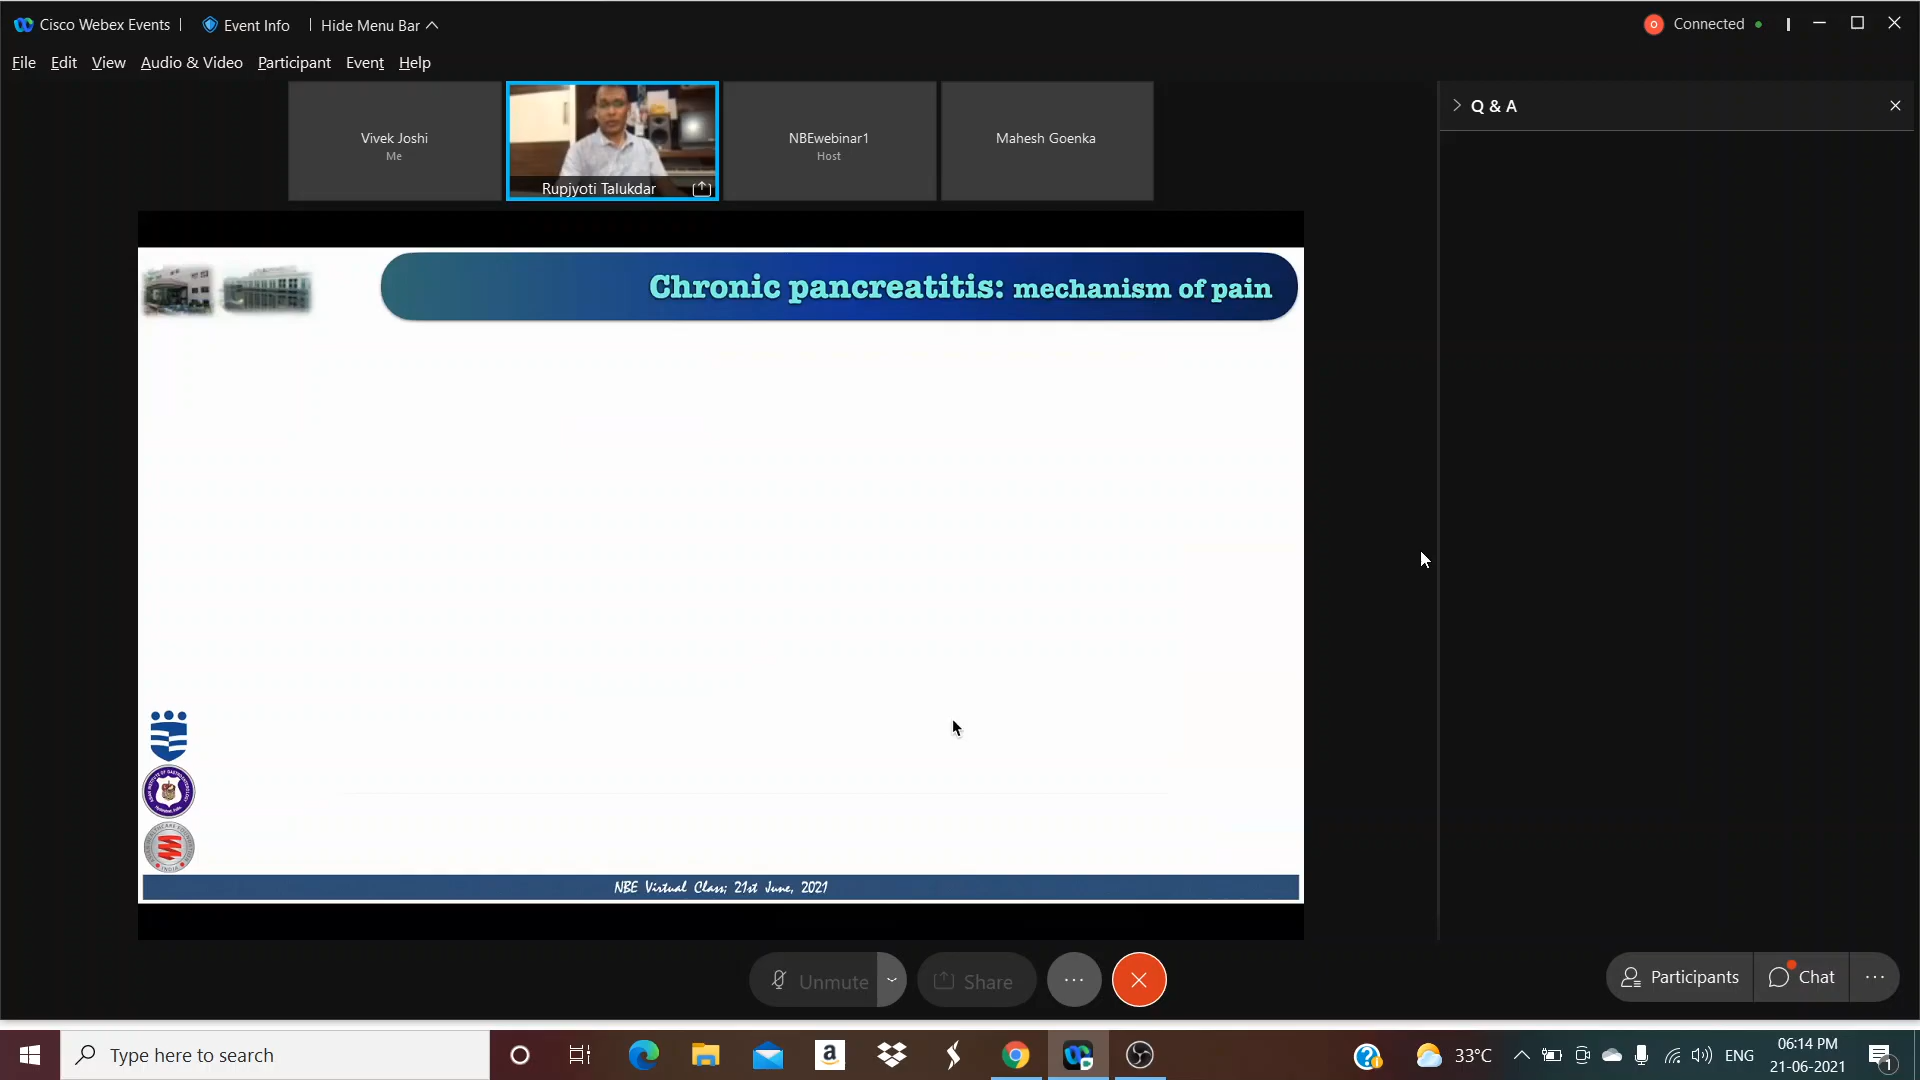 Cisco Webex Events
Event Info
Hide Menu Bar
Connected
File Edit View Audio & Video Participant Event Help
Vivek Joshi
Me
Rupjyoti Talukdar
NBEwebinar1
Host
Mahesh Goenka
Q & A
Chronic pancreatitis: mechanism of pain
NBE Virtual Class; 21st June, 2021
Unmute
Share
Participants
Chat
Type here to search
33°C
ENG
06:14 PM
21-06-2021
1